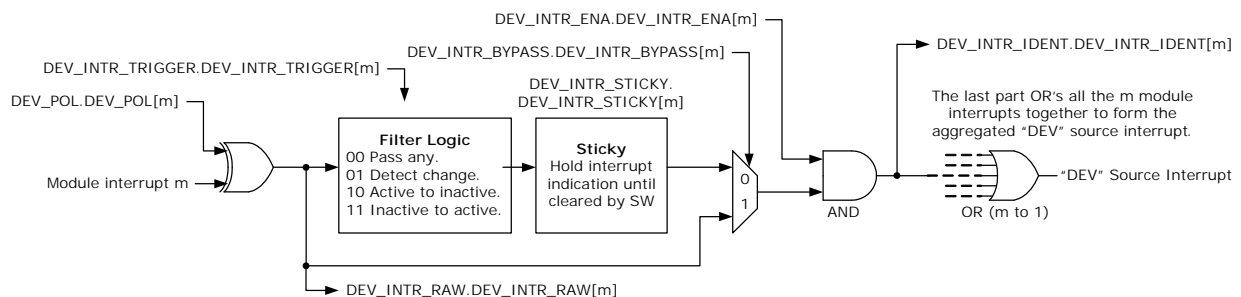 DEV_INTR_ENA.DEV_INTR_ENA[m]
DEV_INTR_BYPASS.DEV_INTR_BYPASS[m]
DEV_INTR_IDENT.DEV_INTR_IDENT[m]
DEV_INTR_TRIGGER.DEV_INTR_TRIGGER[m]
DEV_INTR_STICKY.
DEV_INTR_STICKY[m]
DEV_POL.DEV_POL[m]
The last part OR's all the m module
interrupts together to form the
aggregated “DEV” source interrupt.
Filter Logic
00 Pass any.
01 Detect change.
10 Active to inactive.
11 Inactive to active.
Sticky
Hold interrupt
indication until
cleared by SW
0
1
Module interrupt m
“DEV” Source Interrupt
AND
OR (m to 1)
DEV_INTR_RAW.DEV_INTR_RAW[m]